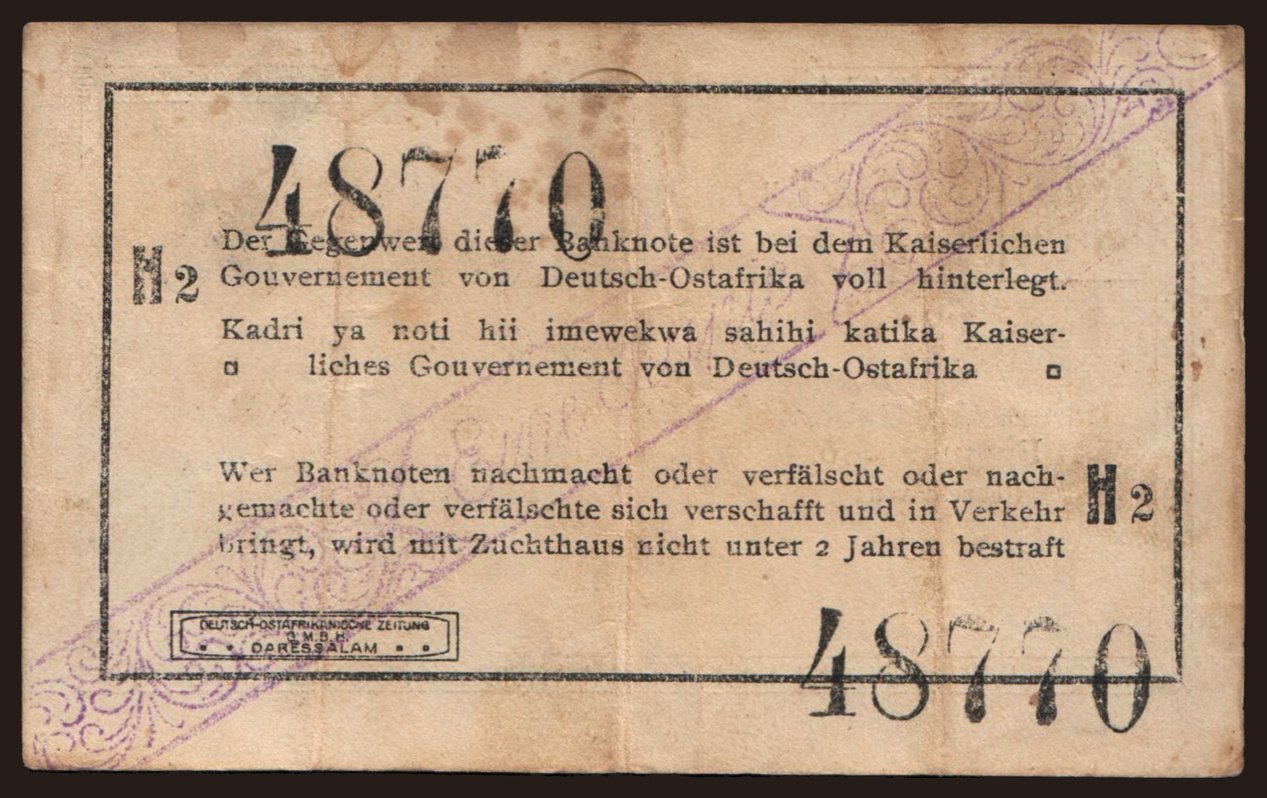 48770
Der Gegenwert dieser Banknote ist bei dem Kaiserlichen
Gouvernement von Deutsch-Ostafrika voll hinterlegt.
H 2
Kadri ya noti hii imewekwa sahihi katika Kaiser-
liches Gouvernement von Deutsch-Ostafrika
Wer Banknoten nachmacht oder verfälscht oder nach-
gemachte oder verfälschte sich verschafft und in Verkehr
bringt, wird mit Zuchthaus nicht unter 2 Jahren bestraft
H 2
DEUTSCH-OSTAFRIKANISCHE ZEITUNG
G.M.B.H.
DARESSALAM
48770